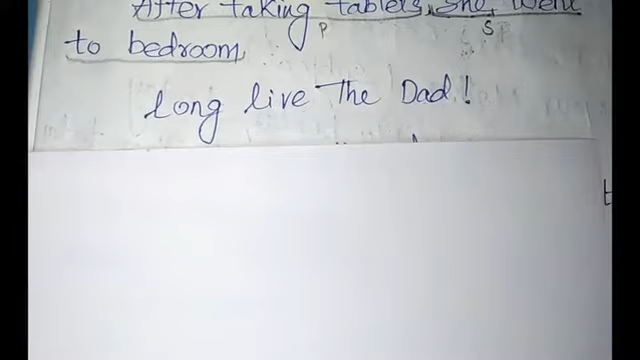 After taking tablets, she went
P S
to bedroom.
Long live The Dad!
t